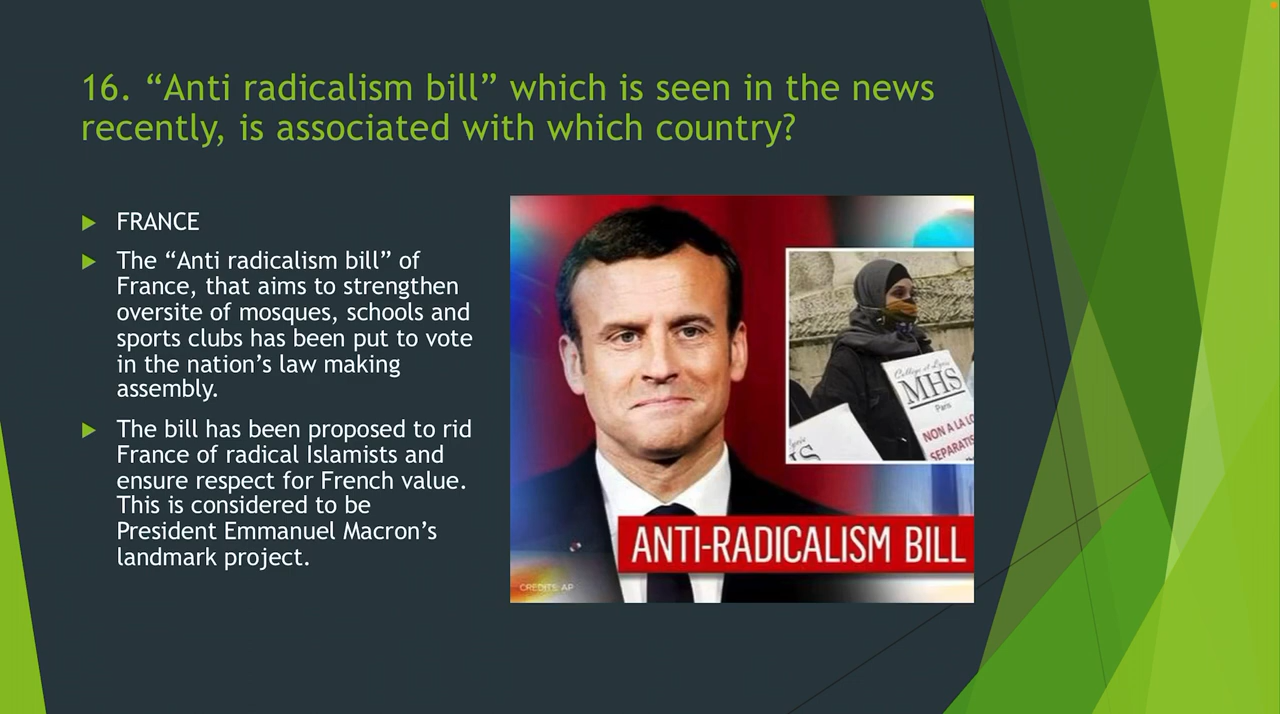 16. “Anti radicalism bill” which is seen in the news
recently, is associated with which country?
FRANCE
The “Anti radicalism bill” of
France, that aims to strengthen
oversite of mosques, schools and
sports clubs has been put to vote
in the nation’s law making
assembly.
The bill has been proposed to rid
France of radical Islamists and
ensure respect for French value.
This is considered to be
President Emmanuel Macron’s
landmark project.
College et Lycée
MHS
Paris
NON A LA LO
SEPARATIS
ANTI-RADICALISM BILL
CREDITS: AP